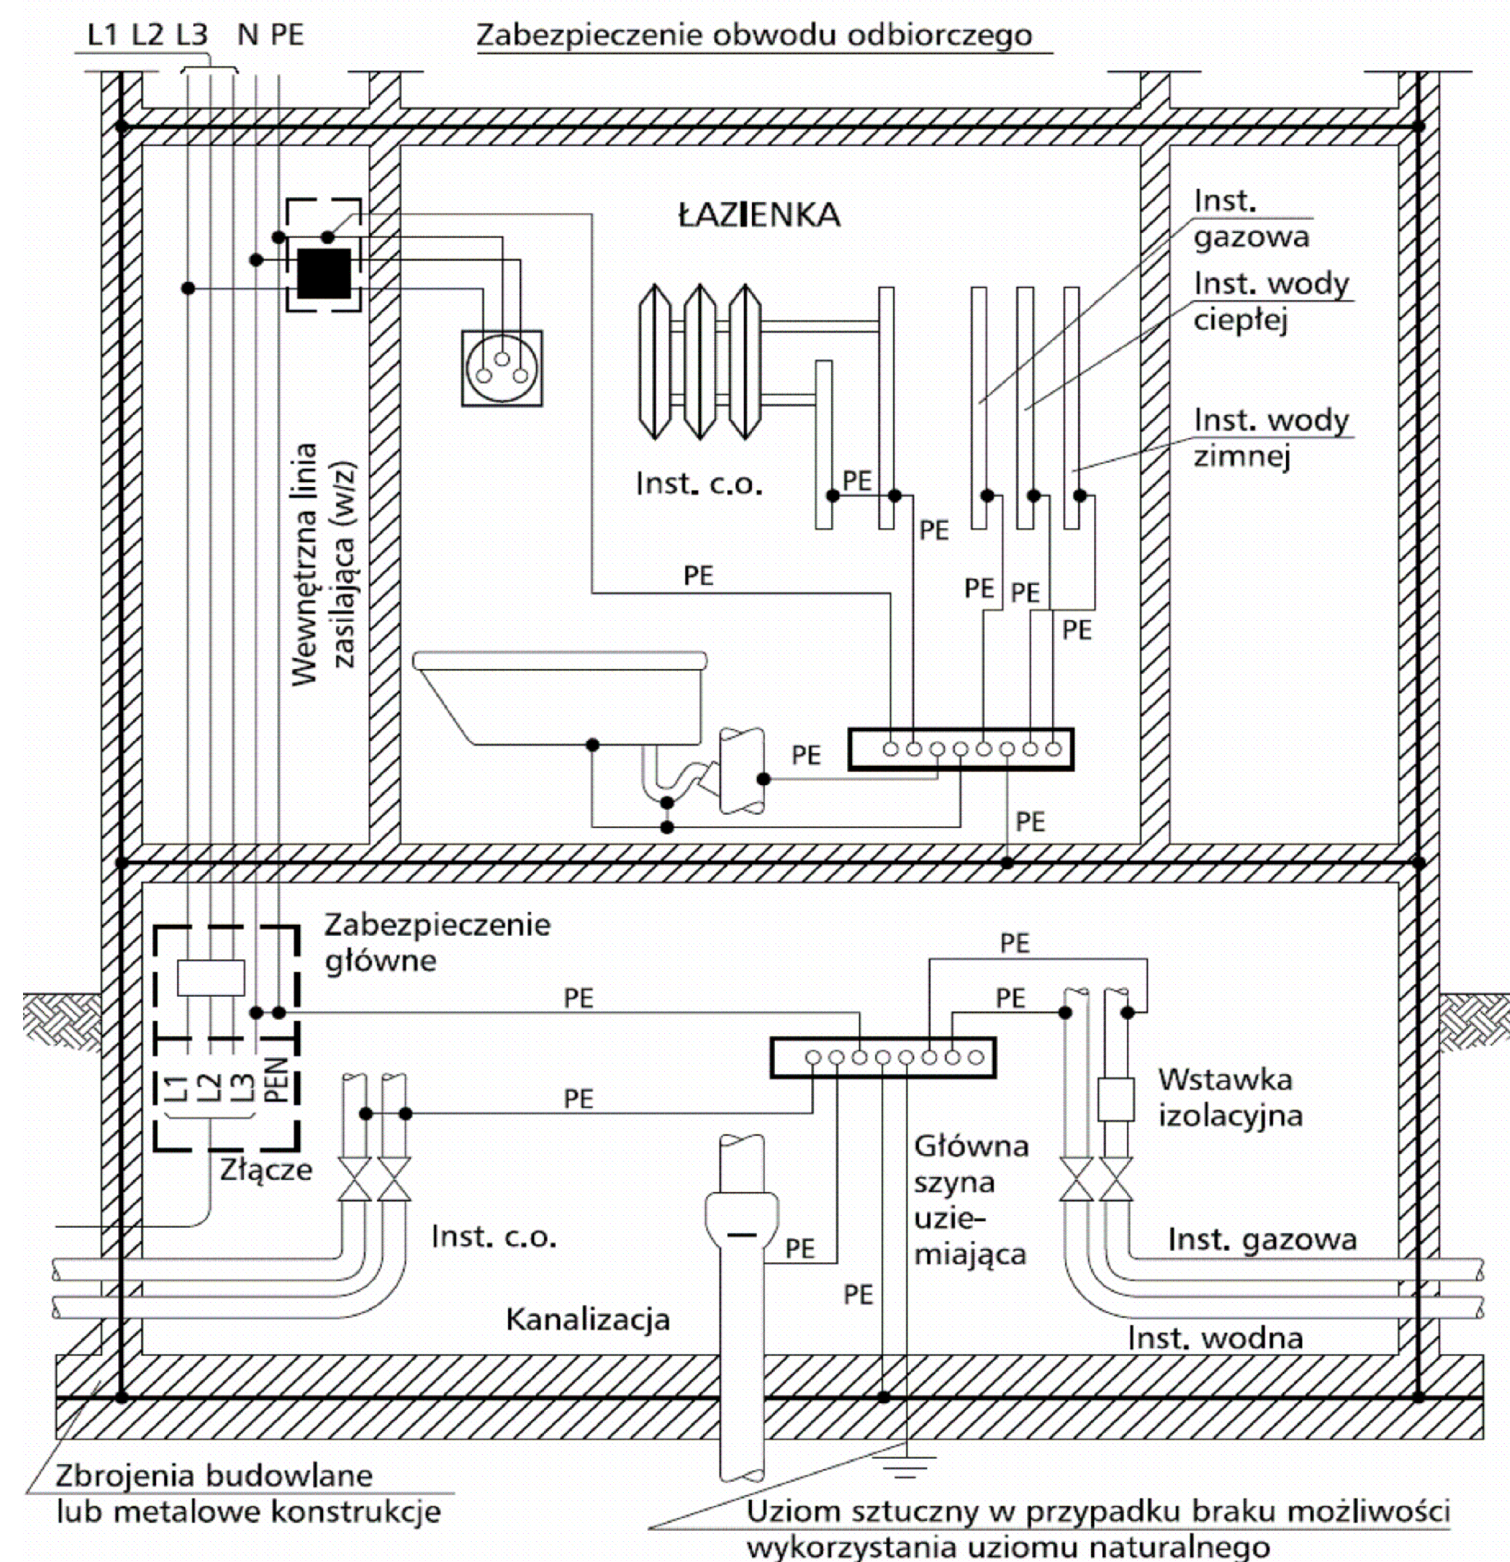 L1 L2 L3 N PE
Zabezpieczenie obwodu odbiorczego
ŁAZIENKA
Inst.
gazowa
Inst. wody
ciepłej
Inst. wody
zimnej
Inst. c.o.
PE
PE
PE
PE
PE
PE
Wewnętrzna linia
zasilająca (w/z)
PE
PE
Zabezpieczenie
główne
PE
PE
PE
L1
L2
L3
PEN
Złącze
PE
Wstawka
izolacyjna
Główna
szyna
uzie-
miająca
Inst. c.o.
PE
PE
Inst. gazowa
Kanalizacja
Inst. wodna
Zbrojenia budowlane
lub metalowe konstrukcje
Uziom sztuczny w przypadku braku możliwości
wykorzystania uziomu naturalnego